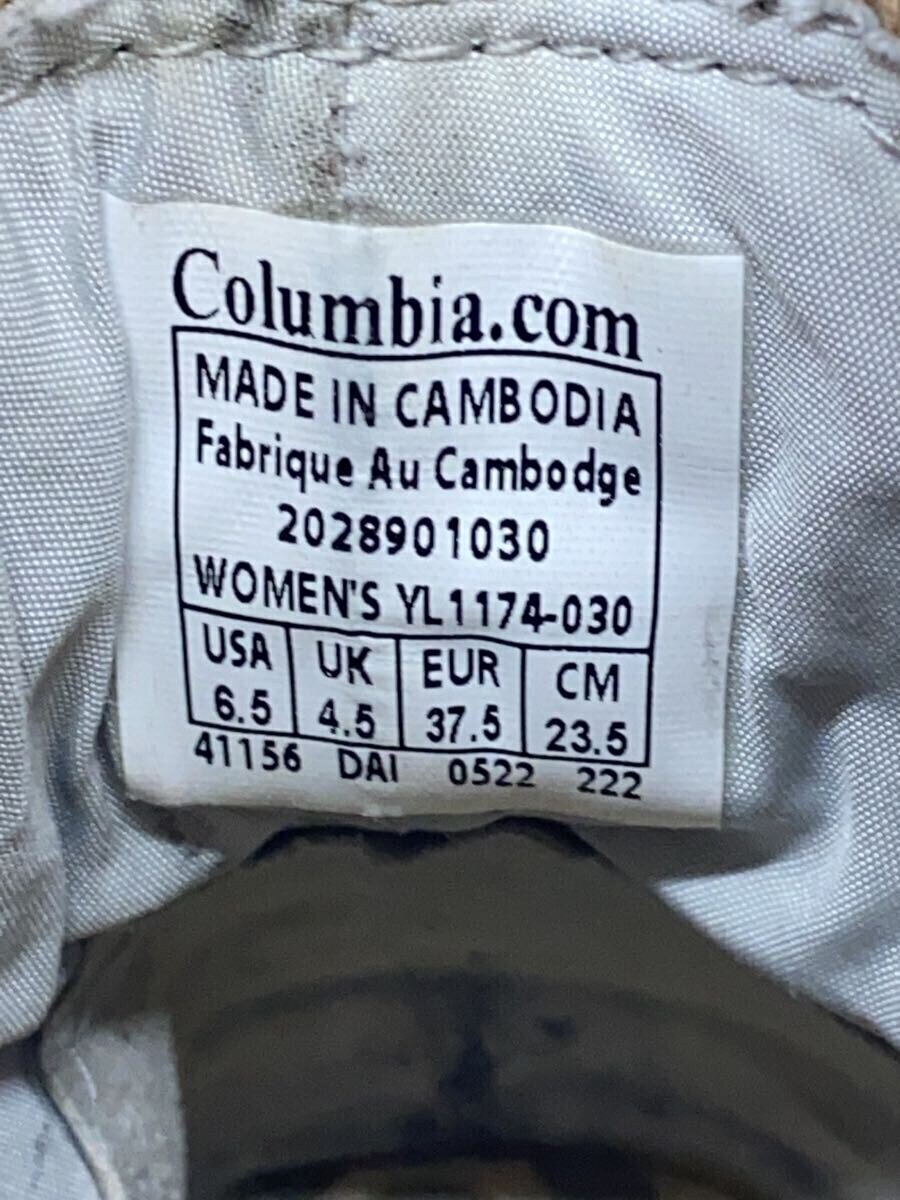 Columbia.com
MADE IN CAMBODIA
Fabrique Au Cambodge
2028901030
WOMEN'S YL1174-030
USA UK EUR CM
6.5 4.5 37.5 23.5
41156 DAI 0522 222